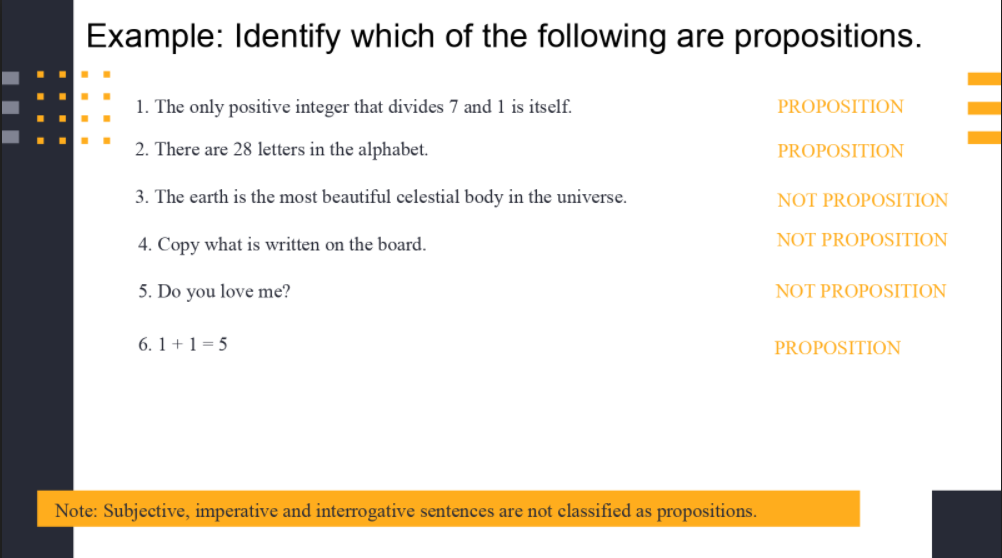 Example: Identify which of the following are propositions.
1. The only positive integer that divides 7 and 1 is itself. PROPOSITION
2. There are 28 letters in the alphabet. PROPOSITION
3. The earth is the most beautiful celestial body in the universe. NOT PROPOSITION
4. Copy what is written on the board. NOT PROPOSITION
5. Do you love me? NOT PROPOSITION
6. 1 + 1 = 5 PROPOSITION
Note: Subjective, imperative and interrogative sentences are not classified as propositions.